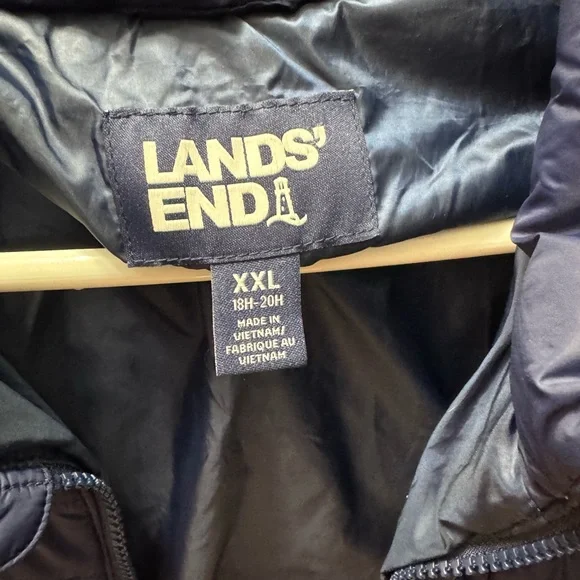 LANDS'
END
XXL
18H-20H
MADE IN
VIETNAM/
FABRIQUE AU
VIETNAM